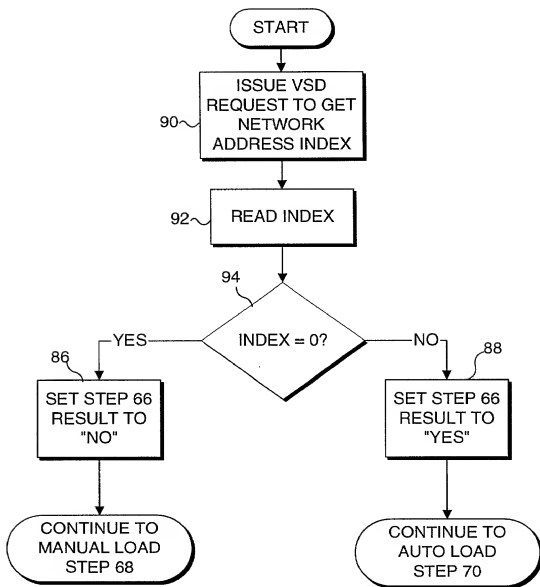 START
90
ISSUE VSD
REQUEST TO GET
NETWORK
ADDRESS INDEX
92
READ INDEX
94
INDEX = 0?
YES
NO
86
SET STEP 66
RESULT TO
"NO"
88
SET STEP 66
RESULT TO
"YES"
CONTINUE TO
MANUAL LOAD
STEP 68
CONTINUE TO
AUTO LOAD
STEP 70